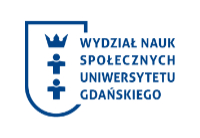 WYDZIAŁ NAUK
SPOŁECZNYCH
UNIWERSYTETU
GDAŃSKIEGO